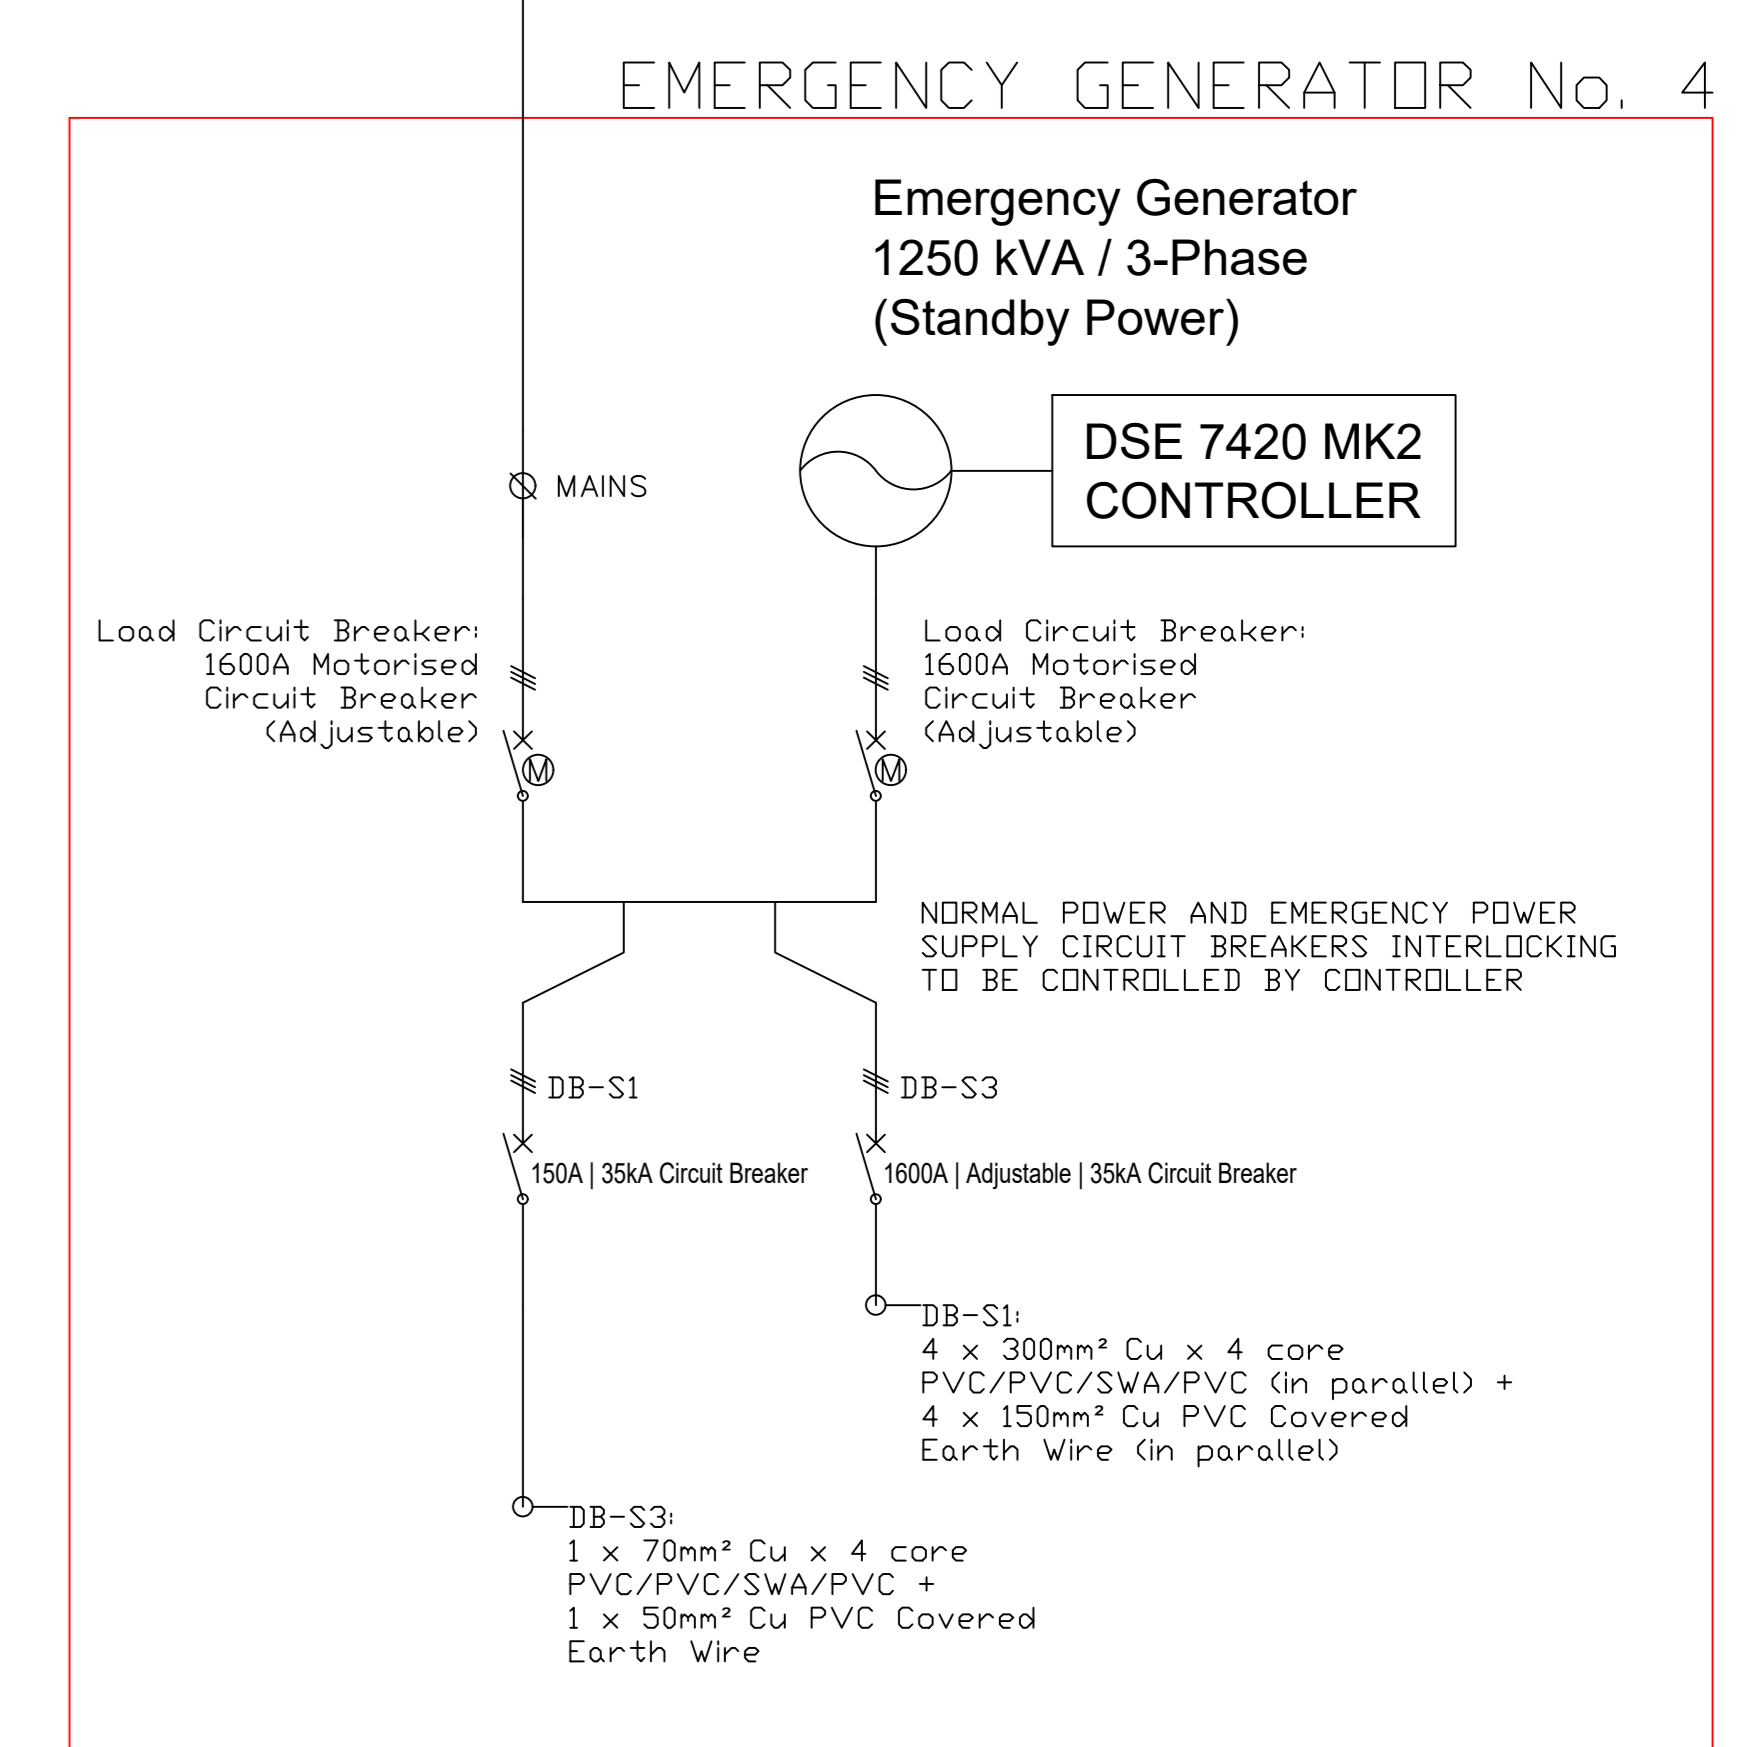 EMERGENCY GENERATOR No. 4
Emergency Generator
1250 kVA / 3-Phase
(Standby Power)
DSE 7420 MK2
CONTROLLER
MAINS
Load Circuit Breaker:
1600A Motorised
Circuit Breaker
(Adjustable)
M
Load Circuit Breaker:
1600A Motorised
Circuit Breaker
(Adjustable)
M
NORMAL POWER AND EMERGENCY POWER
SUPPLY CIRCUIT BREAKERS INTERLOCKING
TO BE CONTROLLED BY CONTROLLER
DB-S1
150A | 35kA Circuit Breaker
DB-S3
1600A | Adjustable | 35kA Circuit Breaker
DB-S1:
4 x 300mm² Cu x 4 core
PVC/PVC/SWA/PVC (in parallel) +
4 x 150mm² Cu PVC Covered
Earth Wire (in parallel)
DB-S3:
1 x 70mm² Cu x 4 core
PVC/PVC/SWA/PVC +
1 x 50mm² Cu PVC Covered
Earth Wire